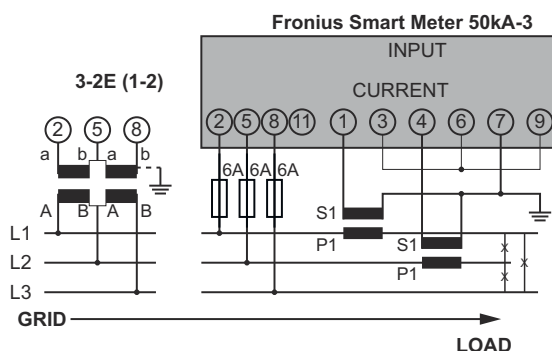 Fronius Smart Meter 50kA-3
INPUT
3-2E (1-2)
CURRENT
2 5 8
2 5 8 11 1 3 4 6 7 9
a b a b
6A 6A 6A
A B A B
S1
L1
P1
S1
L2
P1
L3
GRID
LOAD